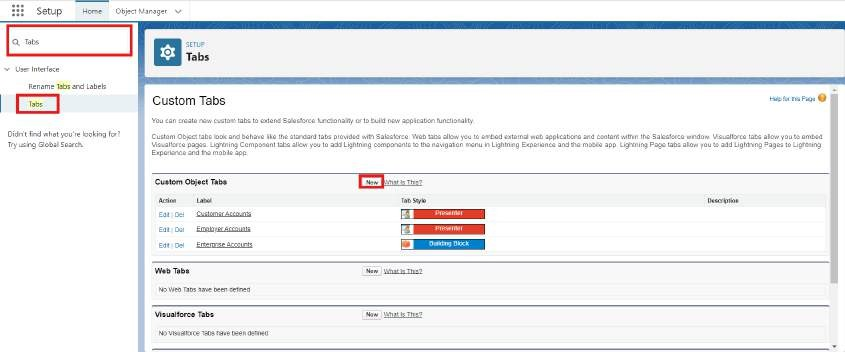 Setup
Home
Object Manager
Tabs
User Interface
Rename Tabs and Labels
Tabs
Didn't find what you're looking for?
Try using Global Search.
SETUP
Tabs
Custom Tabs
Help for this Page
You can create new custom tabs to extend Salesforce functionality or to build new application functionality.
Custom Object tabs look and behave like the standard tabs provided with Salesforce. Web tabs allow you to embed external web applications and content within the Salesforce window. Visualforce tabs allow you to embed
Visualforce pages. Lightning Component tabs allow you to add Lightning components to the navigation menu in Lightning Experience and the mobile app. Lightning Page tabs allow you to add Lightning Pages to Lightning
Experience and the mobile app.
Custom Object Tabs New What Is This?
Action Label Tab Style Description
Edit | Del Customer Accounts Presenter
Edit | Del Employer Accounts Presenter
Edit | Del Enterprise Accounts Building Block
Web Tabs New What Is This?
No Web Tabs have been defined
Visualforce Tabs New What Is This?
No Visualforce Tabs have been defined